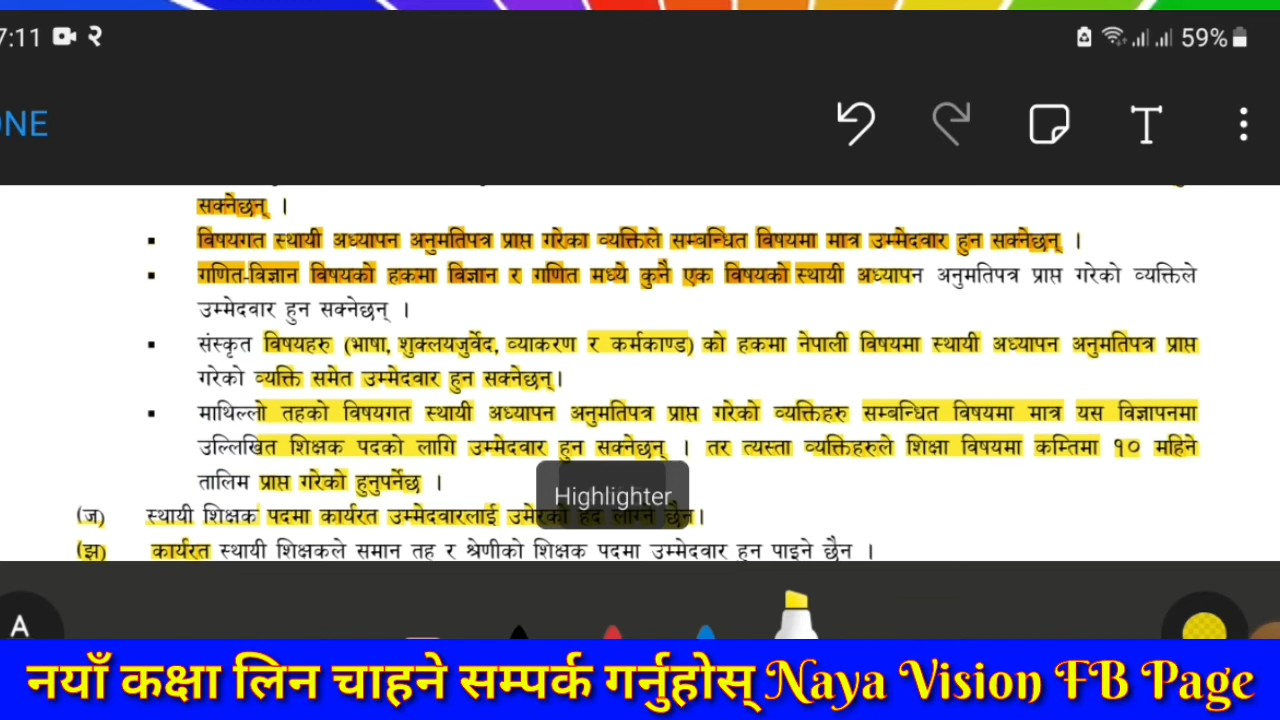 7:11 २ 59%
ONE T
सक्नेछन् ।
▪ विषयगत स्थायी अध्यापन अनुमतिपत्र प्राप्त गरेका व्यक्तिले सम्बन्धित विषयमा मात्र उम्मेदवार हुन सक्नेछन् ।
▪ गणित-विज्ञान विषयको हकमा विज्ञान र गणित मध्ये कुनै एक विषयको स्थायी अध्यापन अनुमतिपत्र प्राप्त गरेको व्यक्तिले
उम्मेदवार हुन सक्नेछन् ।
▪ संस्कृत विषयहरु (भाषा, शुक्लयजुर्वेद, व्याकरण र कर्मकाण्ड) को हकमा नेपाली विषयमा स्थायी अध्यापन अनुमतिपत्र प्राप्त
गरेको व्यक्ति समेत उम्मेदवार हुन सक्नेछन्।
▪ माथिल्लो तहको विषयगत स्थायी अध्यापन अनुमतिपत्र प्राप्त गरेको व्यक्तिहरु सम्बन्धित विषयमा मात्र यस विज्ञापनमा
उल्लिखित शिक्षक पदको लागि उम्मेदवार हुन सक्नेछन् । तर त्यस्ता व्यक्तिहरुले शिक्षा विषयमा कम्तिमा १० महिने
तालिम प्राप्त गरेको हुनुपर्नेछ ।
Highlighter
(ज) स्थायी शिक्षक पदमा कार्यरत उम्मेदवारलाई उमेरको हद लाग्ने छैन।
(झ) कार्यरत स्थायी शिक्षकले समान तह र श्रेणीको शिक्षक पदमा उम्मेदवार हुन पाइने छैन ।
A
नयाँ कक्षा लिन चाहने सम्पर्क गर्नुहोस् Naya Vision FB Page